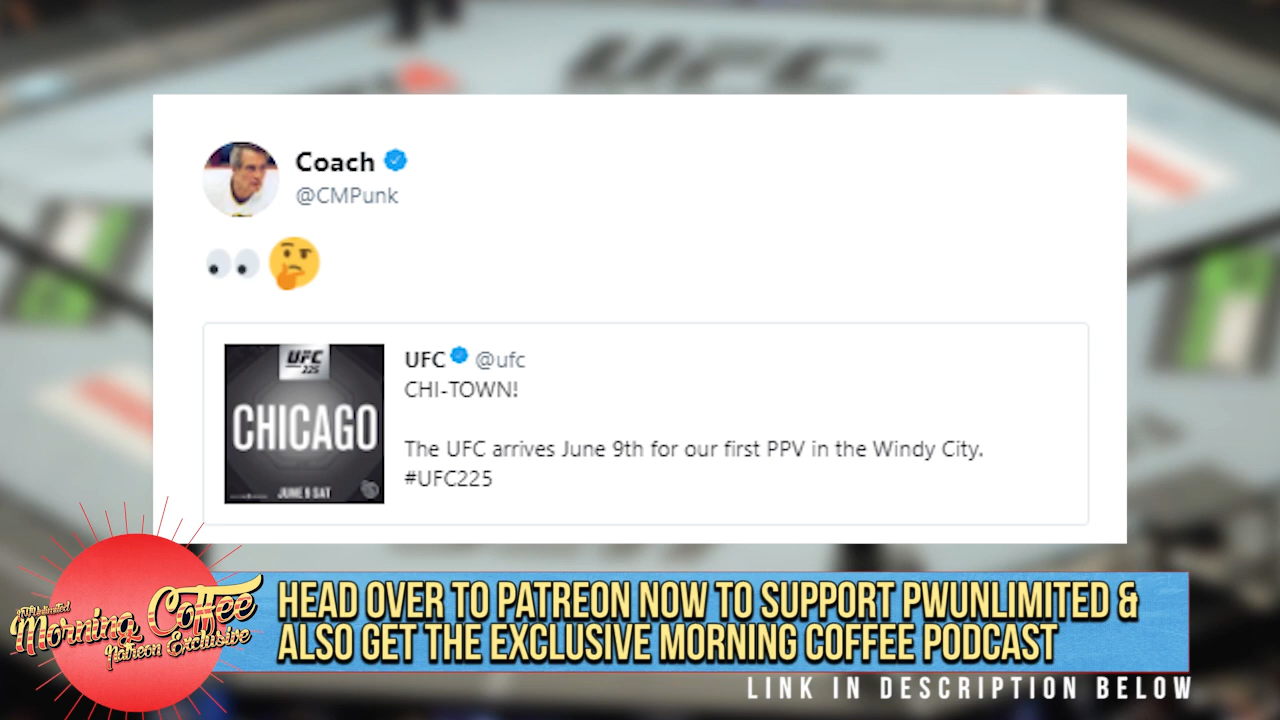 UFC
Coach
@CMPunk
👀🤔
UFC @ufc
CHI-TOWN!
The UFC arrives June 9th for our first PPV in the Windy City.
#UFC225
UFC
225
CHICAGO
JUNE 9 SAT
PWUnlimited
Morning Coffee
Patreon Exclusive
HEAD OVER TO PATREON NOW TO SUPPORT PWUNLIMITED &
ALSO GET THE EXCLUSIVE MORNING COFFEE PODCAST
LINK IN DESCRIPTION BELOW